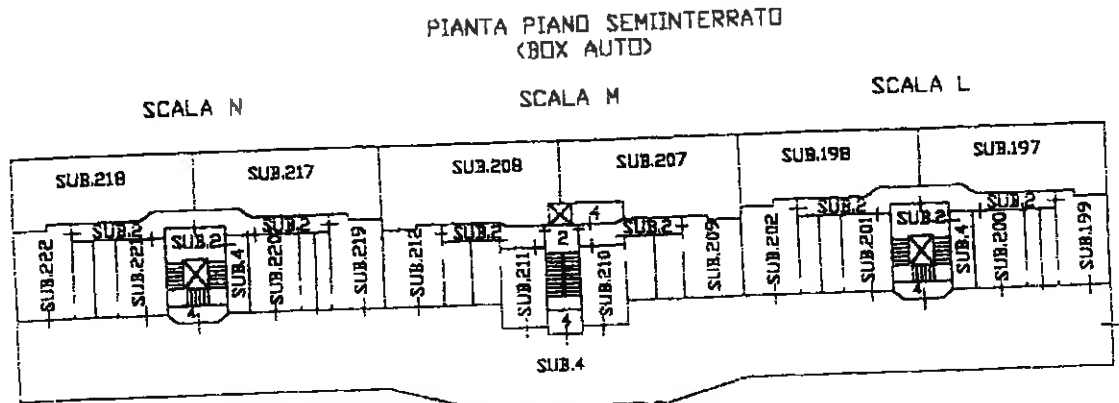 PIANTA PIANO SEMIINTERRATO
(BOX AUTO)
SCALA N
SCALA M
SCALA L
SUB.218
SUB.217
SUB.208
SUB.207
SUB.198
SUB.197
SUB.222
SUB.2
SUB.221
SUB.2
SUB.4
SUB.220
SUB.2
SUB.219
4
SUB.212
SUB.2
SUB.211
4
2
4
SUB.210
SUB.2
SUB.209
SUB.202
SUB.2
SUB.201
SUB.2
SUB.4
SUB.200
SUB.2
SUB.199
4
SUB.4